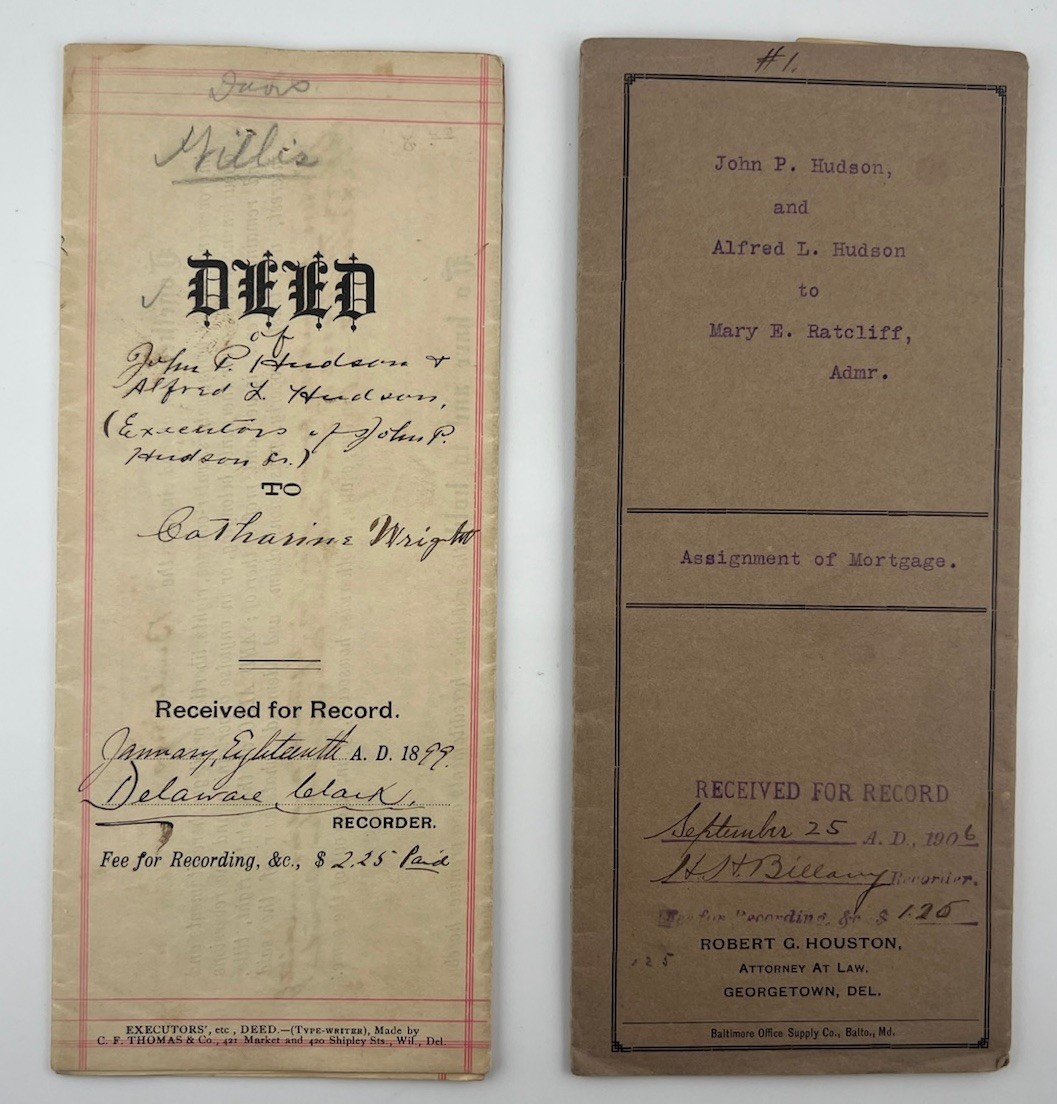 Millis
DEED
of
John P. Hudson &
Alfred L. Hudson,
(Executors of John P.
Hudson Sr.)
TO
Catharine Wright
Received for Record.
January, Eighteenth A. D. 1899.
Delaware Clark,
RECORDER.
Fee for Recording, &c., $ 2.25 Paid
EXECUTORS', etc , DEED.—(TYPE-WRITER), Made by
C. F. THOMAS & Co., 421 Market and 420 Shipley Sts., Wil., Del.
#1.
John P. Hudson,
and
Alfred L. Hudson
to
Mary E. Ratcliff,
Admr.
Assignment of Mortgage.
RECEIVED FOR RECORD
September 25 A. D., 1906
H. H. Billany Recorder.
Fee for Recording, &c $ 1.25
ROBERT G. HOUSTON,
ATTORNEY AT LAW,
GEORGETOWN, DEL.
Baltimore Office Supply Co., Balto., Md.